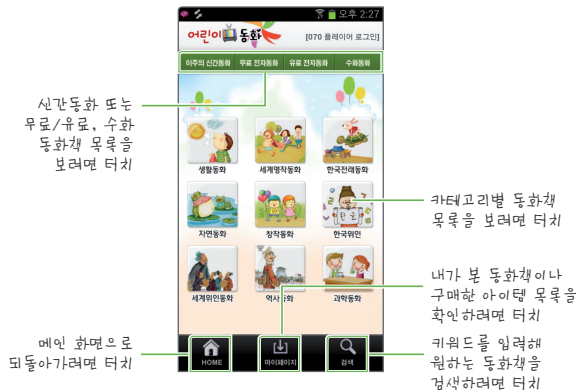 오후 2:27
어린이 동화
[070 플레이어 로그인]
이주의 신간동화 무료 전자동화 유료 전자동화 수화동화
신간동화 또는
무료/유료, 수화
동화책 목록을
보려면 터치
생활동화 세계명작동화 한국전래동화
카테고리별 동화책
목록을 보려면 터치
자연동화 창작동화 한국위인
세계위인동화 역사동화 과학동화
내가 본 동화책이나
구매한 아이템 목록을
확인하려면 터치
메인 화면으로
되돌아가려면 터치
HOME 마이페이지 검색
키워드를 입력해
원하는 동화책을
검색하려면 터치